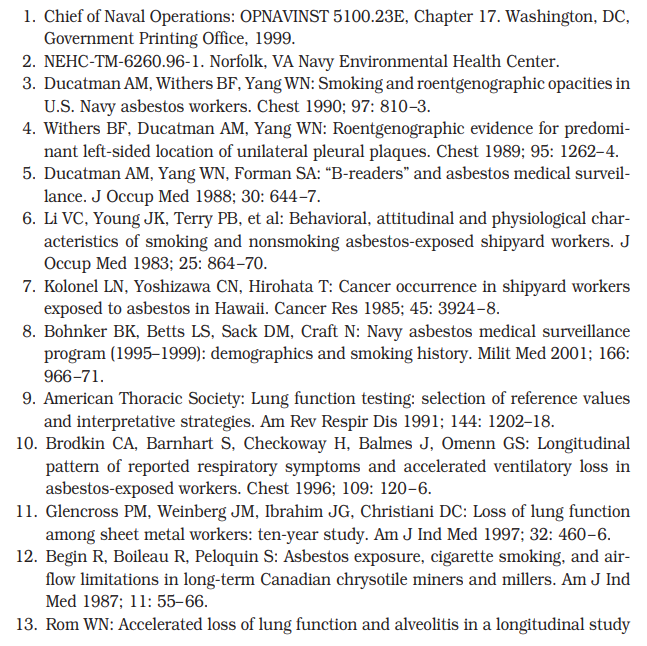 1. Chief of Naval Operations: OPNAVINST 5100.23E, Chapter 17. Washington, DC,
Government Printing Office, 1999.
2. NEHC-TM-6260.96-1. Norfolk, VA Navy Environmental Health Center.
3. Ducatman AM, Withers BF, Yang WN: Smoking and roentgenographic opacities in
U.S. Navy asbestos workers. Chest 1990; 97: 810–3.
4. Withers BF, Ducatman AM, Yang WN: Roentgenographic evidence for predomi-
nant left-sided location of unilateral pleural plaques. Chest 1989; 95: 1262–4.
5. Ducatman AM, Yang WN, Forman SA: “B-readers” and asbestos medical surveil-
lance. J Occup Med 1988; 30: 644–7.
6. Li VC, Young JK, Terry PB, et al: Behavioral, attitudinal and physiological char-
acteristics of smoking and nonsmoking asbestos-exposed shipyard workers. J
Occup Med 1983; 25: 864–70.
7. Kolonel LN, Yoshizawa CN, Hirohata T: Cancer occurrence in shipyard workers
exposed to asbestos in Hawaii. Cancer Res 1985; 45: 3924–8.
8. Bohnker BK, Betts LS, Sack DM, Craft N: Navy asbestos medical surveillance
program (1995–1999): demographics and smoking history. Milit Med 2001; 166:
966–71.
9. American Thoracic Society: Lung function testing: selection of reference values
and interpretative strategies. Am Rev Respir Dis 1991; 144: 1202–18.
10. Brodkin CA, Barnhart S, Checkoway H, Balmes J, Omenn GS: Longitudinal
pattern of reported respiratory symptoms and accelerated ventilatory loss in
asbestos-exposed workers. Chest 1996; 109: 120–6.
11. Glencross PM, Weinberg JM, Ibrahim JG, Christiani DC: Loss of lung function
among sheet metal workers: ten-year study. Am J Ind Med 1997; 32: 460–6.
12. Begin R, Boileau R, Peloquin S: Asbestos exposure, cigarette smoking, and air-
flow limitations in long-term Canadian chrysotile miners and millers. Am J Ind
Med 1987; 11: 55–66.
13. Rom WN: Accelerated loss of lung function and alveolitis in a longitudinal study